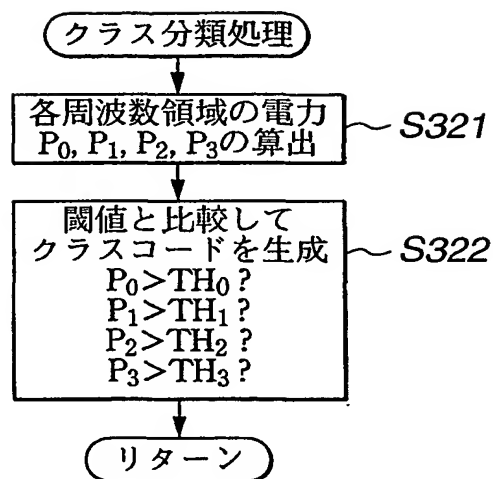 クラス分類処理
各周波数領域の電力
P0, P1, P2, P3の算出
S321
閾値と比較して
クラスコードを生成
P0>TH0?
P1>TH1?
P2>TH2?
P3>TH3?
S322
リターン